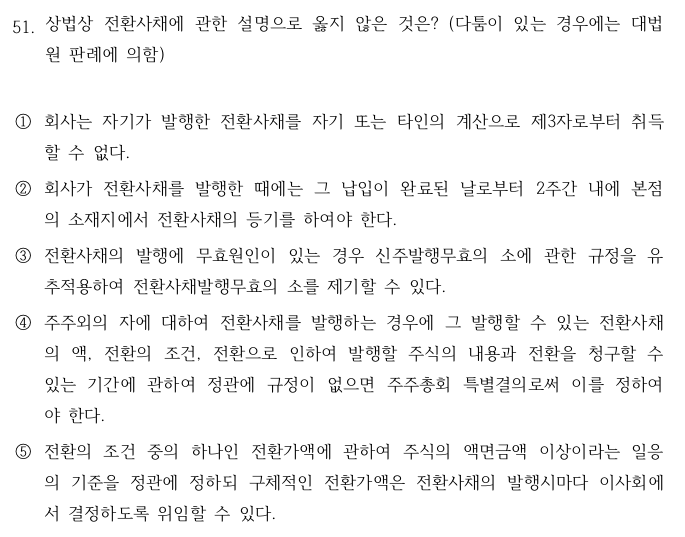 51. 상법상 전환사채에 관한 설명으로 옳지 않은 것은? (다툼이 있는 경우에는 대법
원 판례에 의함)
① 회사는 자기가 발행한 전환사채를 자기 또는 타인의 계산으로 제3자로부터 취득
할 수 없다.
② 회사가 전환사채를 발행한 때에는 그 납입이 완료된 날로부터 2주간 내에 본점
의 소재지에서 전환사채의 등기를 하여야 한다.
③ 전환사채의 발행에 무효원인이 있는 경우 신주발행무효의 소에 관한 규정을 유
추적용하여 전환사채발행무효의 소를 제기할 수 있다.
④ 주주외의 자에 대하여 전환사채를 발행하는 경우에 그 발행할 수 있는 전환사채
의 액, 전환의 조건, 전환으로 인하여 발행할 주식의 내용과 전환을 청구할 수
있는 기간에 관하여 정관에 규정이 없으면 주주총회 특별결의로써 이를 정하여
야 한다.
⑤ 전환의 조건 중의 하나인 전환가액에 관하여 주식의 액면금액 이상이라는 일응
의 기준을 정관에 정하되 구체적인 전환가액은 전환사채의 발행시마다 이사회에
서 결정하도록 위임할 수 있다.